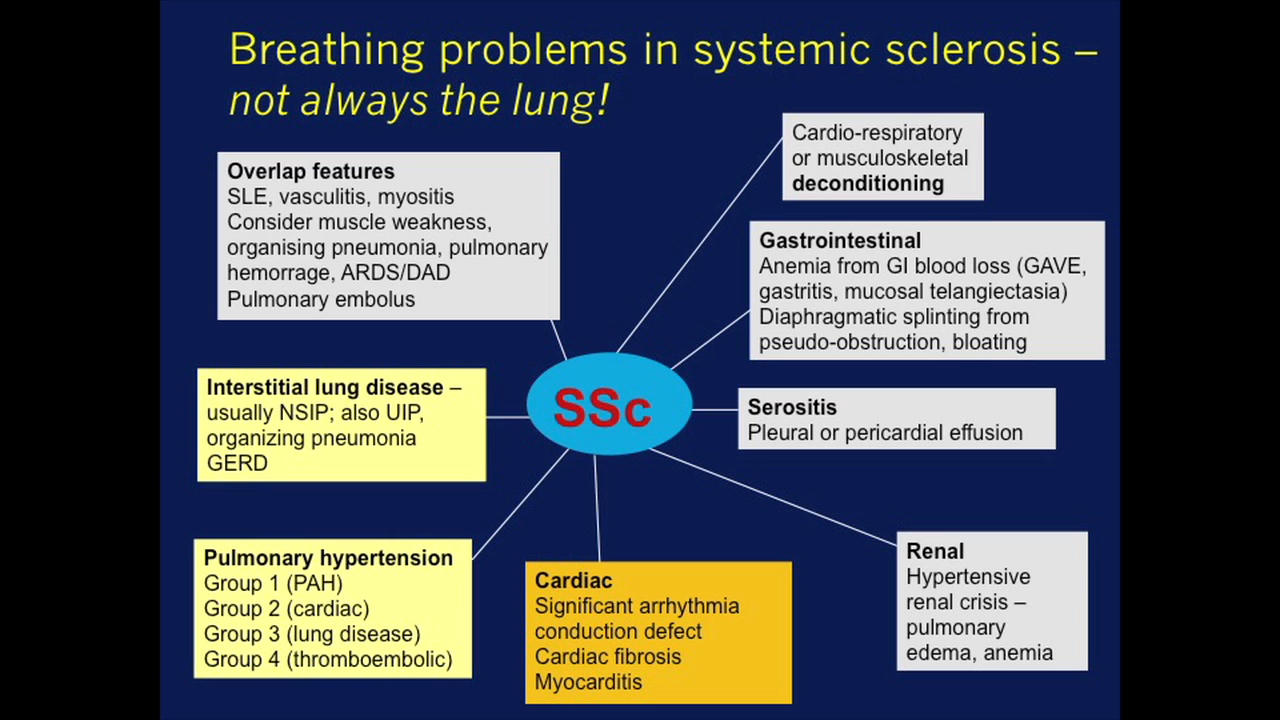 Breathing problems in systemic sclerosis –
not always the lung!
Cardio-respiratory
or musculoskeletal
deconditioning
Overlap features
SLE, vasculitis, myositis
Consider muscle weakness,
organising pneumonia, pulmonary
hemorrage, ARDS/DAD
Pulmonary embolus
Gastrointestinal
Anemia from GI blood loss (GAVE,
gastritis, mucosal telangiectasia)
Diaphragmatic splinting from
pseudo-obstruction, bloating
Interstitial lung disease –
usually NSIP; also UIP,
organizing pneumonia
GERD
SSc
Serositis
Pleural or pericardial effusion
Pulmonary hypertension
Group 1 (PAH)
Group 2 (cardiac)
Group 3 (lung disease)
Group 4 (thromboembolic)
Cardiac
Significant arrhythmia
conduction defect
Cardiac fibrosis
Myocarditis
Renal
Hypertensive
renal crisis –
pulmonary
edema, anemia